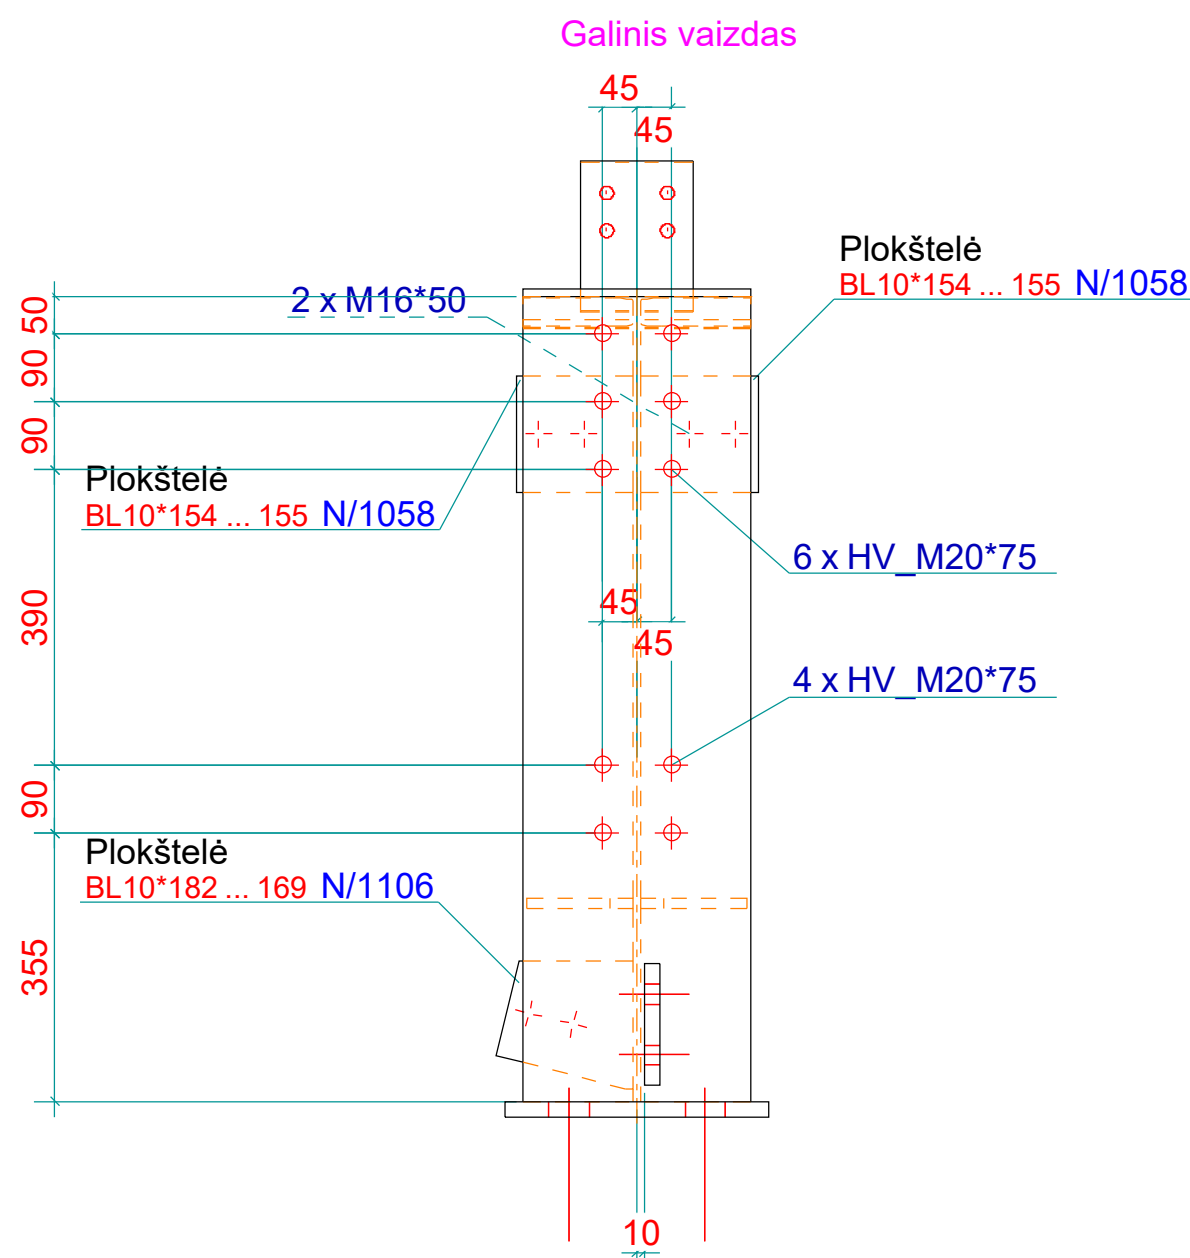 Galinis vaizdas
45
45
Plokštelė
BL10*154 ... 155 N/1058
2 x M16*50
50
90
90
Plokštelė
BL10*154 ... 155 N/1058
6 x HV_M20*75
390
45
45
4 x HV_M20*75
90
Plokštelė
BL10*182 ... 169 N/1106
355
10